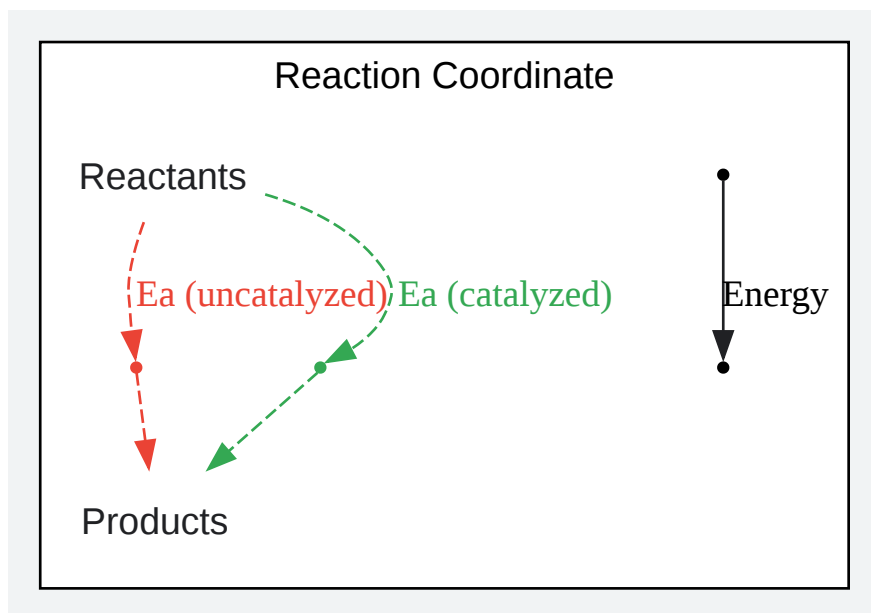 Reaction Coordinate
Reactants
Ea (uncatalyzed) Ea (catalyzed) Energy
Products